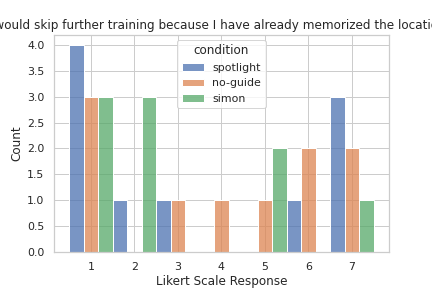 would skip further training because I have already memorized the locati
condition
spotlight
no-guide
simon
4.0
3.5
3.0
2.5
2.0
1.5
1.0
0.5
0.0
Count
1 2 3 4 5 6 7
Likert Scale Response